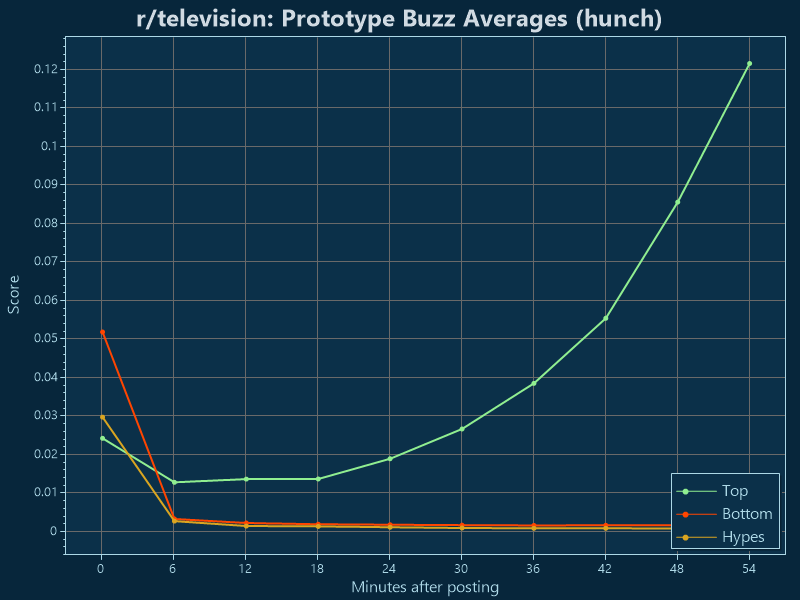 r/television: Prototype Buzz Averages (hunch)
Score
0.12
0.11
0.1
0.09
0.08
0.07
0.06
0.05
0.04
0.03
0.02
0.01
0
Top
Bottom
Hypes
0 6 12 18 24 30 36 42 48 54
Minutes after posting